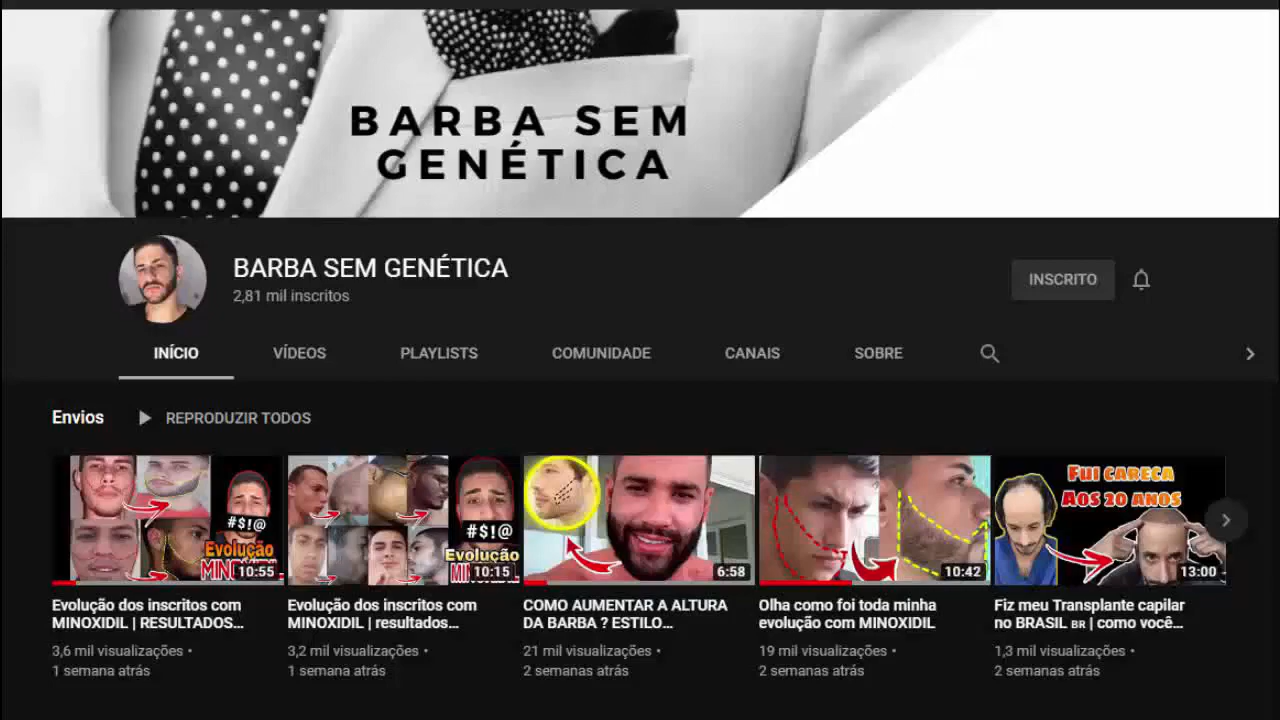 BARBA SEM
GENÉTICA
BARBA SEM GENÉTICA
2,81 mil inscritos
INSCRITO
INÍCIO
VÍDEOS
PLAYLISTS
COMUNIDADE
CANAIS
SOBRE
Envios
REPRODUZIR TODOS
#$!@
Evolução
10:55
#$!@
Evolução
10:15
6:58
10:42
FUI CARECA
AOS 20 ANOS
13:00
Evolução dos inscritos com
MINOXIDIL | RESULTADOS...
3,6 mil visualizações •
1 semana atrás
Evolução dos inscritos com
MINOXIDIL | resultados...
3,2 mil visualizações •
1 semana atrás
COMO AUMENTAR A ALTURA
DA BARBA ? ESTILO...
21 mil visualizações •
2 semanas atrás
Olha como foi toda minha
evolução com MINOXIDIL
19 mil visualizações •
2 semanas atrás
Fiz meu Transplante capilar
no BRASIL BR | como você...
1,3 mil visualizações •
2 semanas atrás